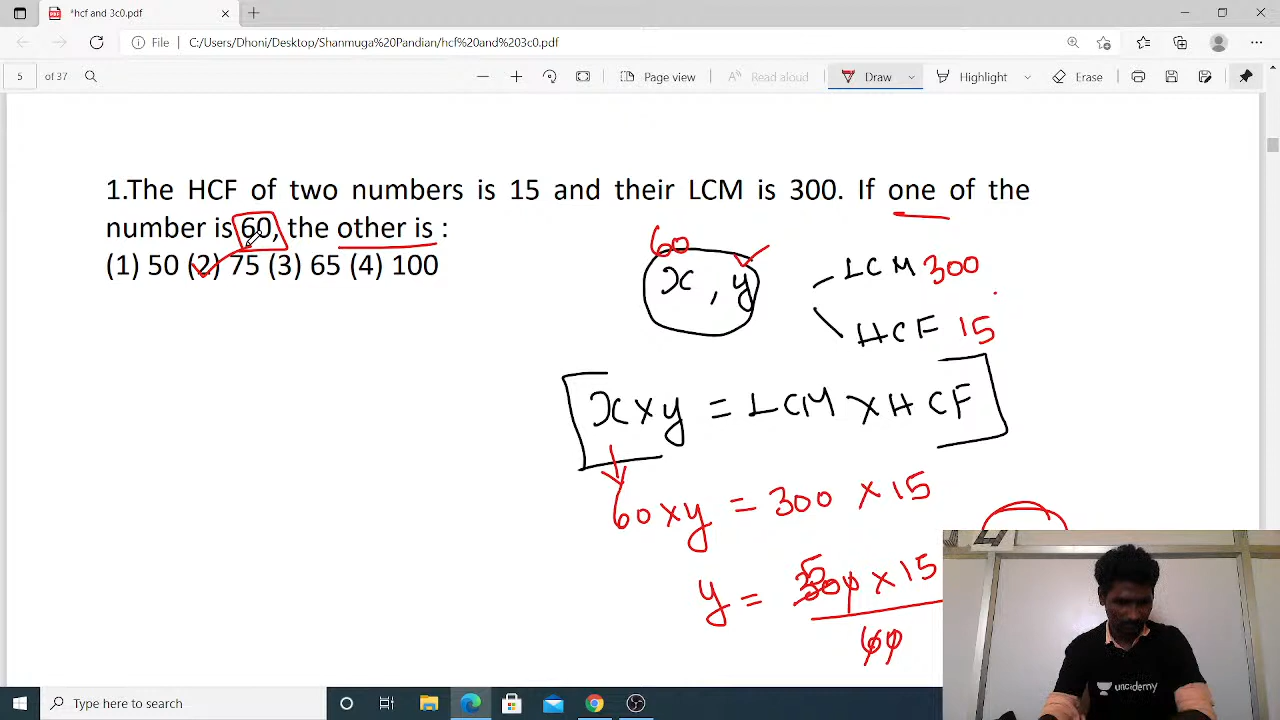 *hcf and 3c0.pdf
File C:/Users/Dhoni/Desktop/Shanmuga%20Pandian/hcf%20and%203c0.pdf
5 of 37 Page view Read aloud Draw Highlight Erase
1.The HCF of two numbers is 15 and their LCM is 300. If one of the
number is 60, the other is :
(1) 50 (2) 75 (3) 65 (4) 100
60
x , y
LCM 300
HCF 15
x × y = LCM × HCF
60 × y = 300 × 15
5
y = 300 × 15
60
unacademy
Type here to search